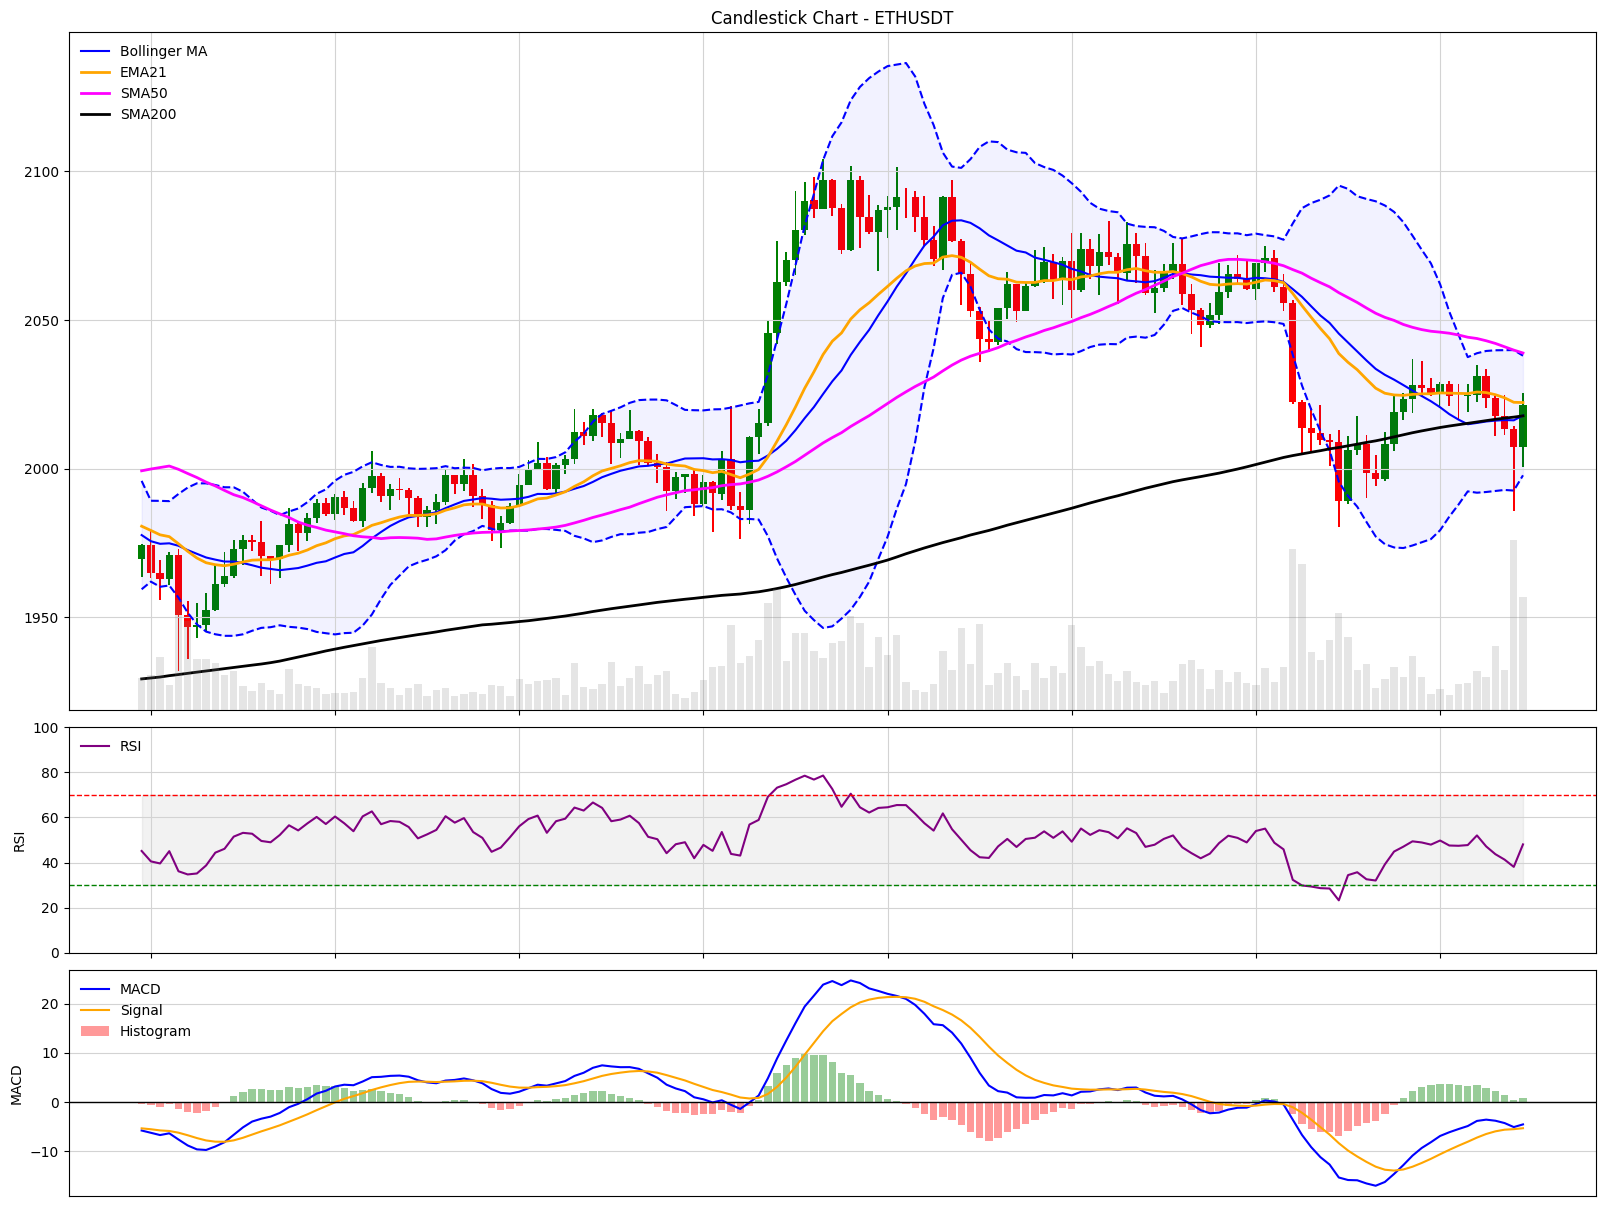 Candlestick Chart - ETHUSDT
Bollinger MA
EMA21
SMA50
SMA200
2100
2050
2000
1950
100
80
60
40
20
0
RSI
RSI
20
10
0
−10
MACD
MACD
Signal
Histogram